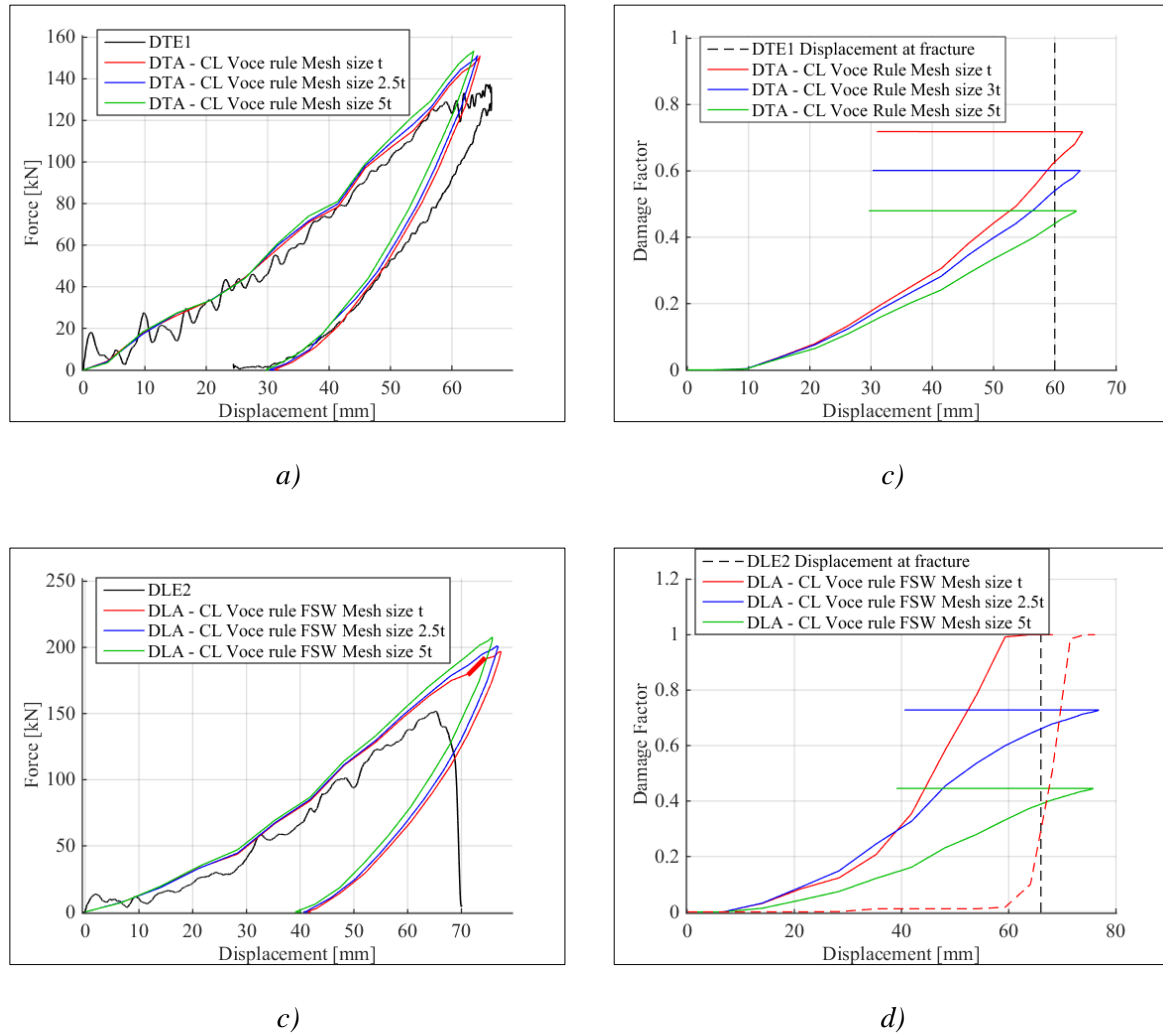 160
140
120
100
80
60
40
20
0
Force [kN]
DTE1
DTA - CL Voce rule Mesh size t
DTA - CL Voce rule Mesh size 2.5t
DTA - CL Voce rule Mesh size 5t
0 10 20 30 40 50 60
Displacement [mm]
a)
1
0.8
0.6
0.4
0.2
0
Damage Factor
DTE1 Displacement at fracture
DTA - CL Voce Rule Mesh size t
DTA - CL Voce Rule Mesh size 3t
DTA - CL Voce Rule Mesh size 5t
0 10 20 30 40 50 60 70
Displacement [mm]
c)
250
200
150
100
50
0
Force [kN]
DLE2
DLA - CL Voce rule FSW Mesh size t
DLA - CL Voce rule FSW Mesh size 2.5t
DLA - CL Voce rule FSW Mesh size 5t
0 10 20 30 40 50 60 70
Displacement [mm]
c)
1.2
1
0.8
0.6
0.4
0.2
0
Damage Factor
DLE2 Displacement at fracture
DLA - CL Voce rule FSW Mesh size t
DLA - CL Voce rule FSW Mesh size 2.5t
DLA - CL Voce rule FSW Mesh size 5t
0 20 40 60 80
Displacement [mm]
d)